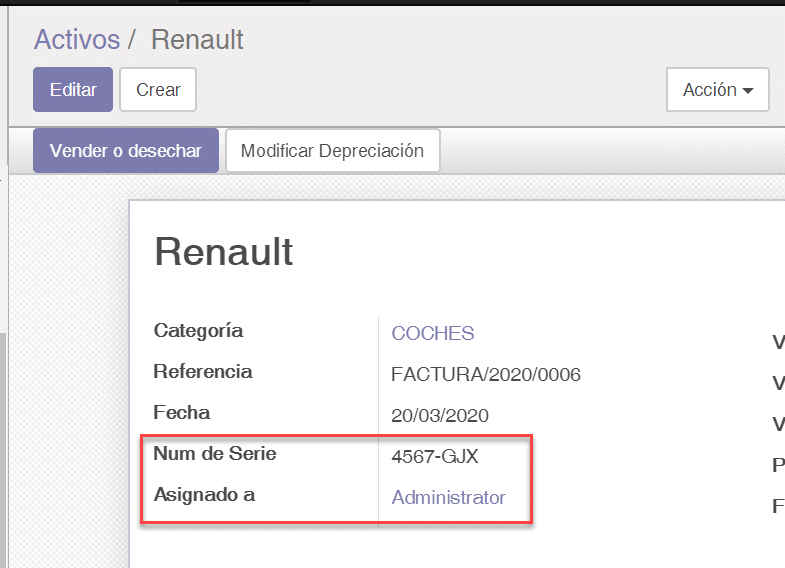 Activos / Renault
Editar Crear Acción
Vender o desechar Modificar Depreciación
Renault
Categoría COCHES
Referencia FACTURA/2020/0006
Fecha 20/03/2020
Num de Serie 4567-GJX
Asignado a Administrator